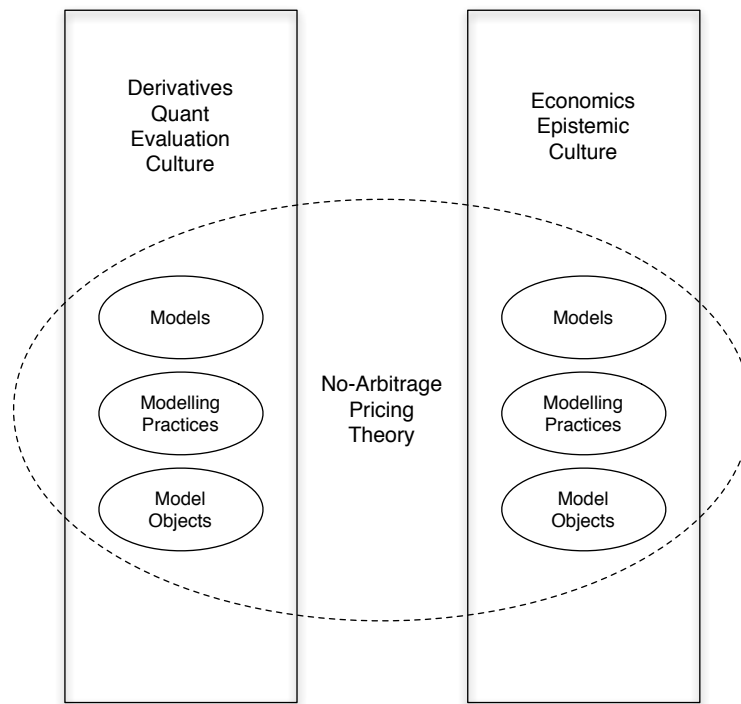 Derivatives
Quant
Evaluation
Culture
Economics
Epistemic
Culture
Models
Modelling
Practices
Model
Objects
No-Arbitrage
Pricing
Theory
Models
Modelling
Practices
Model
Objects